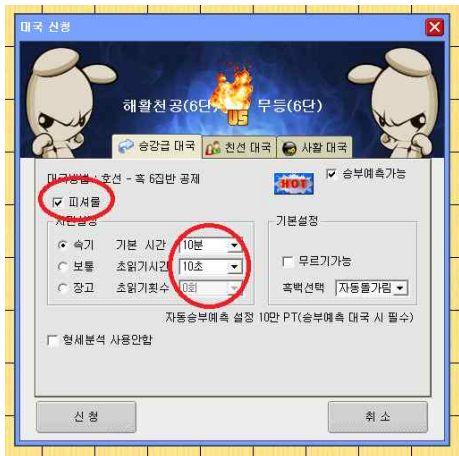 대국 신청
해활천공(6단) VS 무등(6단)
승강급 대국 친선 대국 사활 대국
대국방법 : 호선 - 흑 6집반 공제 HOT 승부예측가능
피셔룰
시간설정 기본설정
속기 기본 시간 10분
보통 초읽기시간 10초 무르기가능
장고 초읽기횟수 0회 흑백선택 자동돌가림
자동승부예측 설정 10만 PT(승부예측 대국 시 필수)
형세분석 사용안함
신 청 취 소